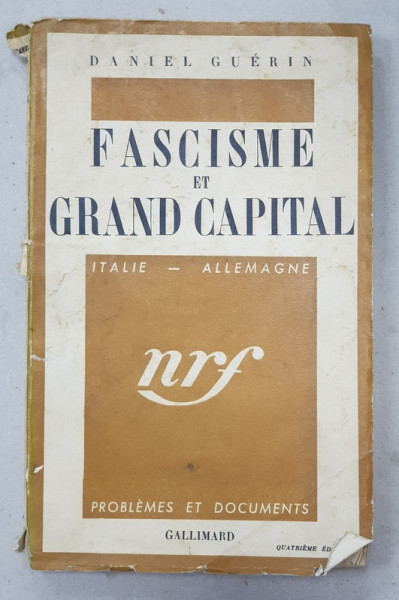 DANIEL GUÉRIN
FASCISME
ET
GRAND CAPITAL
ITALIE — ALLEMAGNE
nrf
PROBLÈMES ET DOCUMENTS
GALLIMARD
QUATRIÈME ÉD